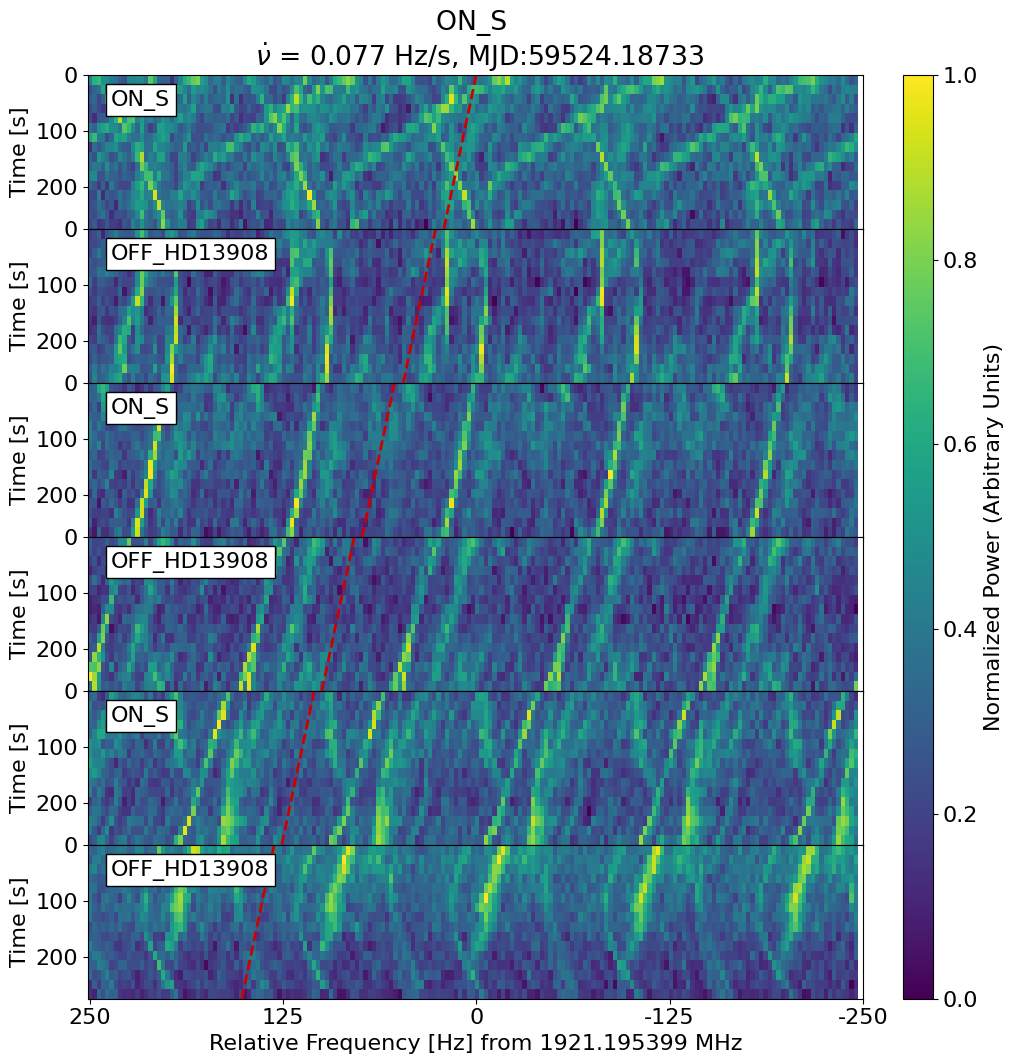 ON_S
ν̇ = 0.077 Hz/s, MJD:59524.18733
0
ON_S
100
200
Time [s]
0
OFF_HD13908
100
200
Time [s]
0
ON_S
100
200
Time [s]
0
OFF_HD13908
100
200
Time [s]
0
ON_S
100
200
Time [s]
0
OFF_HD13908
100
200
Time [s]
250 125 0 -125 -250
Relative Frequency [Hz] from 1921.195399 MHz
1.0
0.8
0.6
0.4
0.2
0.0
Normalized Power (Arbitrary Units)